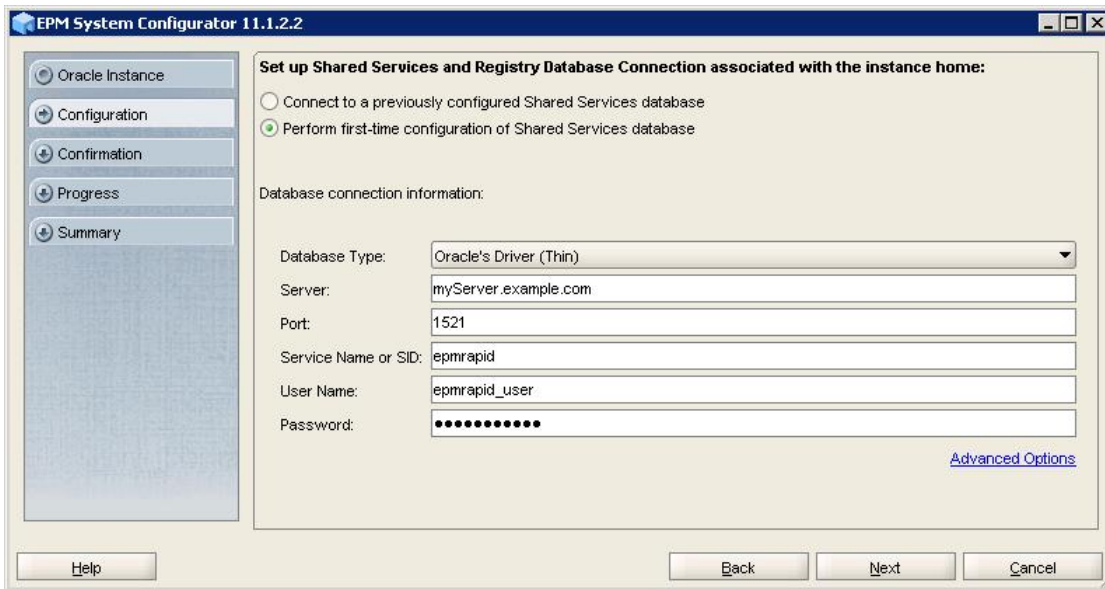 EPM System Configurator 11.1.2.2
Oracle Instance
Configuration
Confirmation
Progress
Summary
Set up Shared Services and Registry Database Connection associated with the instance home:
Connect to a previously configured Shared Services database
Perform first-time configuration of Shared Services database
Database connection information:
Database Type: Oracle's Driver (Thin)
Server: myServer.example.com
Port: 1521
Service Name or SID: epmrapid
User Name: epmrapid_user
Password: ●●●●●●●●●●●
Advanced Options
Help Back Next Cancel